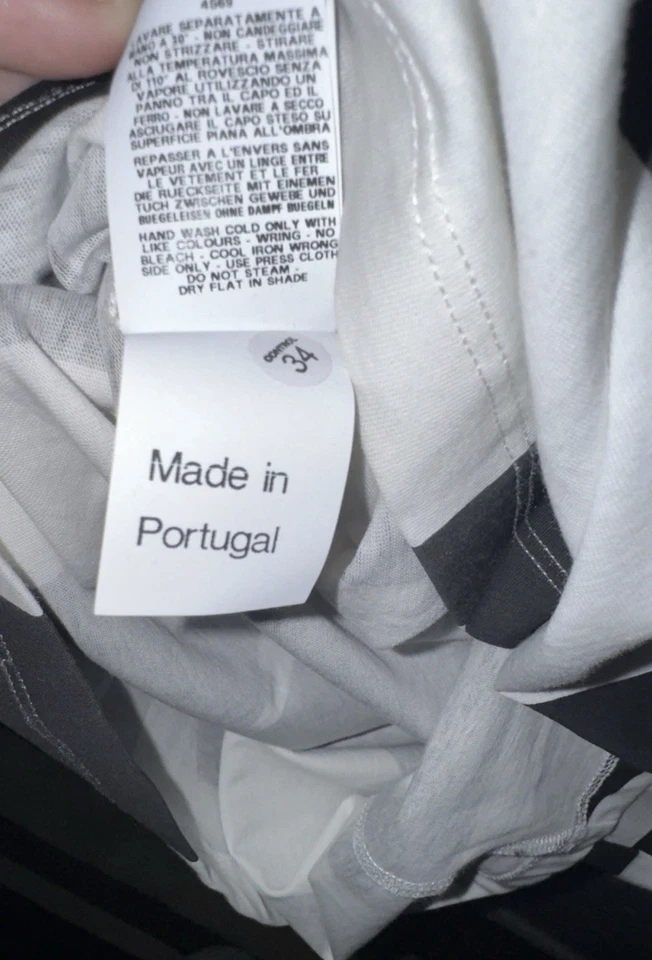 4569
LAVARE SEPARATAMENTE A
MANO A 30° - NON CANDEGGIARE
NON STRIZZARE - STIRARE
ALLA TEMPERATURA MASSIMA
DI 110° AL ROVESCIO SENZA
VAPORE UTILIZZANDO UN
PANNO TRA IL CAPO ED IL
FERRO - NON LAVARE A SECCO
ASCIUGARE IL CAPO STESO SU
SUPERFICIE PIANA ALL'OMBRA
REPASSER A L'ENVERS SANS
VAPEUR AVEC UN LINGE ENTRE
LE VETEMENT ET LE FER
DIE RUECKSEITE MIT EINEMEN
TUCH ZWISCHEN GEWEBE UND
BUEGELEISEN OHNE DAMPF BUEGELN
HAND WASH COLD ONLY WITH
LIKE COLOURS - WRING - NO
BLEACH - COOL IRON WRONG
SIDE ONLY - USE PRESS CLOTH
DO NOT STEAM -
DRY FLAT IN SHADE
CONTROL
34
Made in
Portugal